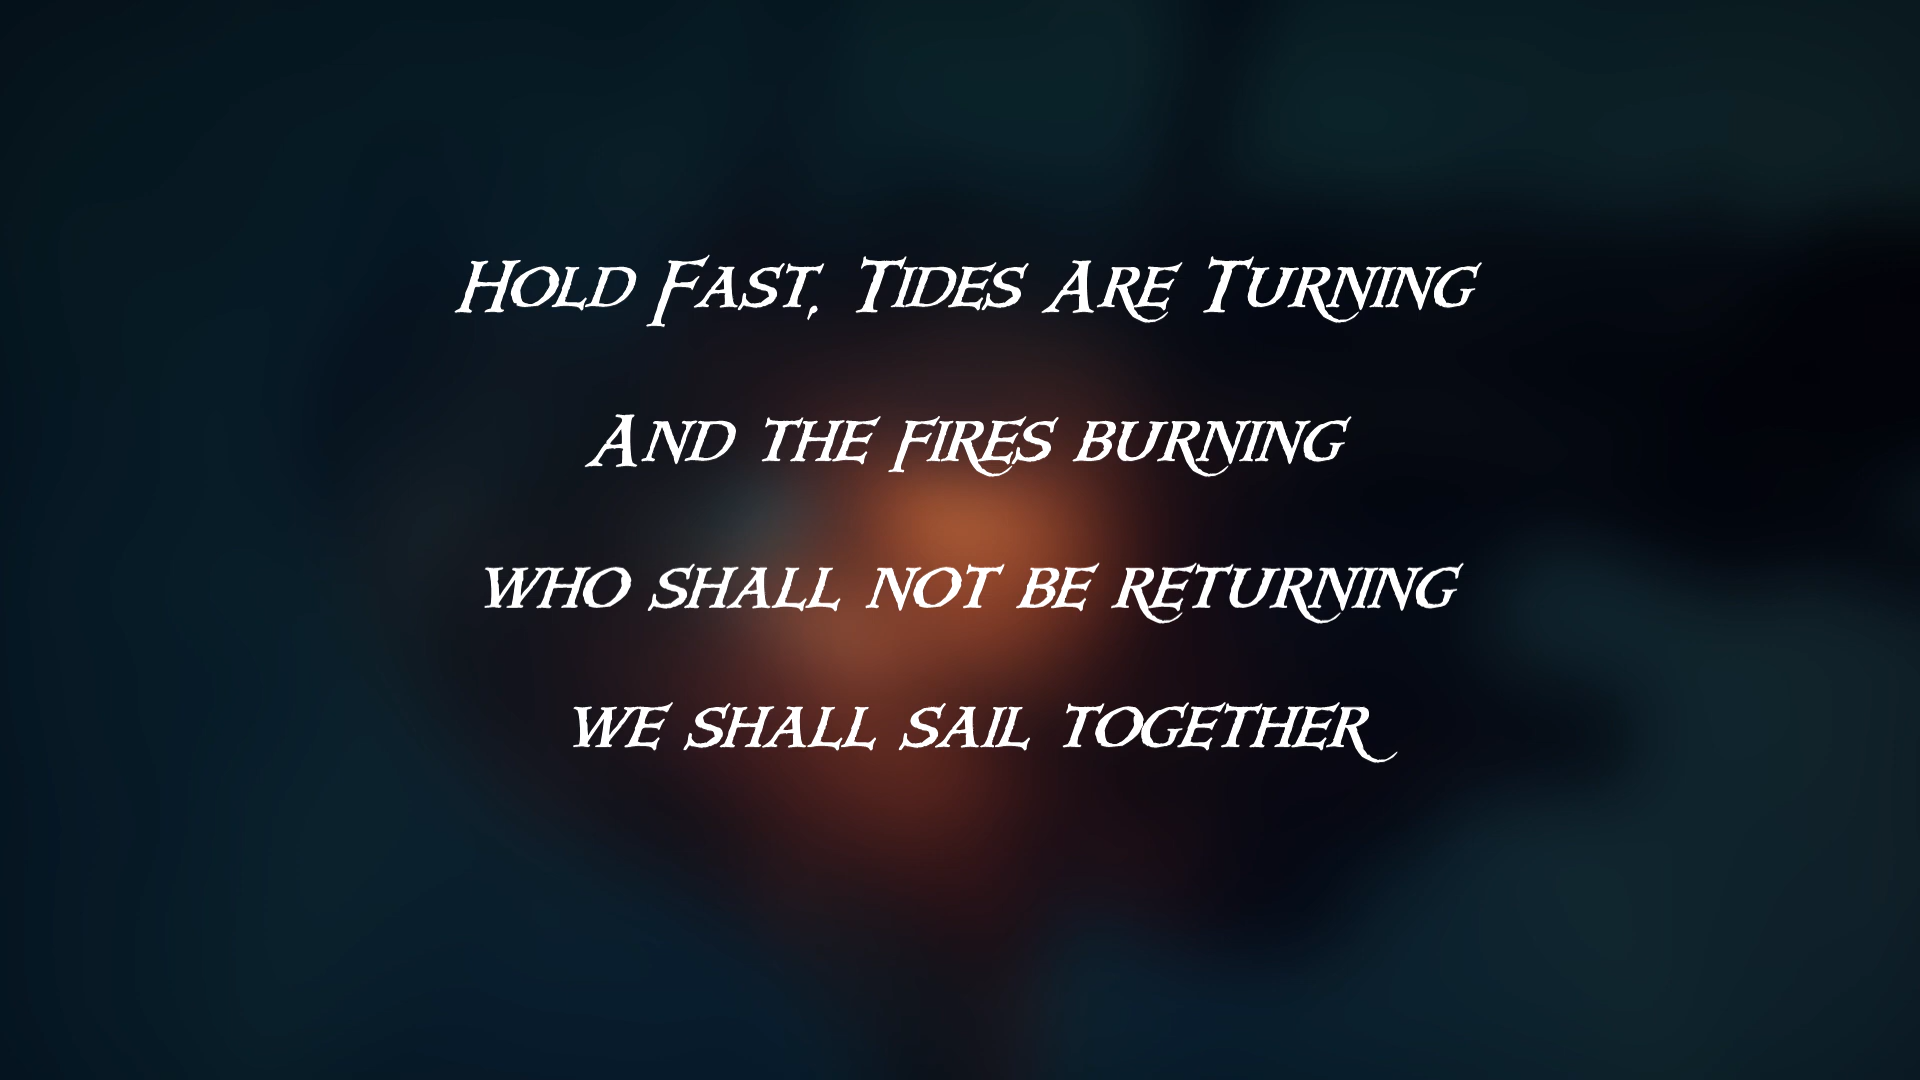 Hold Fast, Tides Are Turning
And the fires burning
who shall not be returning
we shall sail together